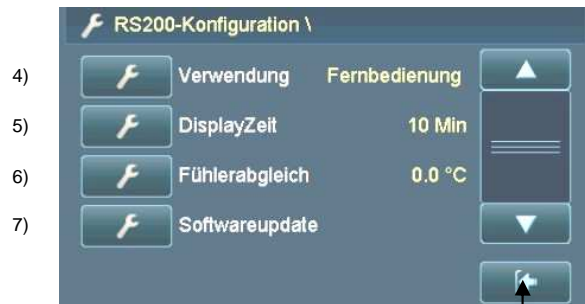 RS200-Konfiguration \
4) Verwendung Fernbedienung
5) DisplayZeit 10 Min
6) Fühlerabgleich 0.0 °C
7) Softwareupdate